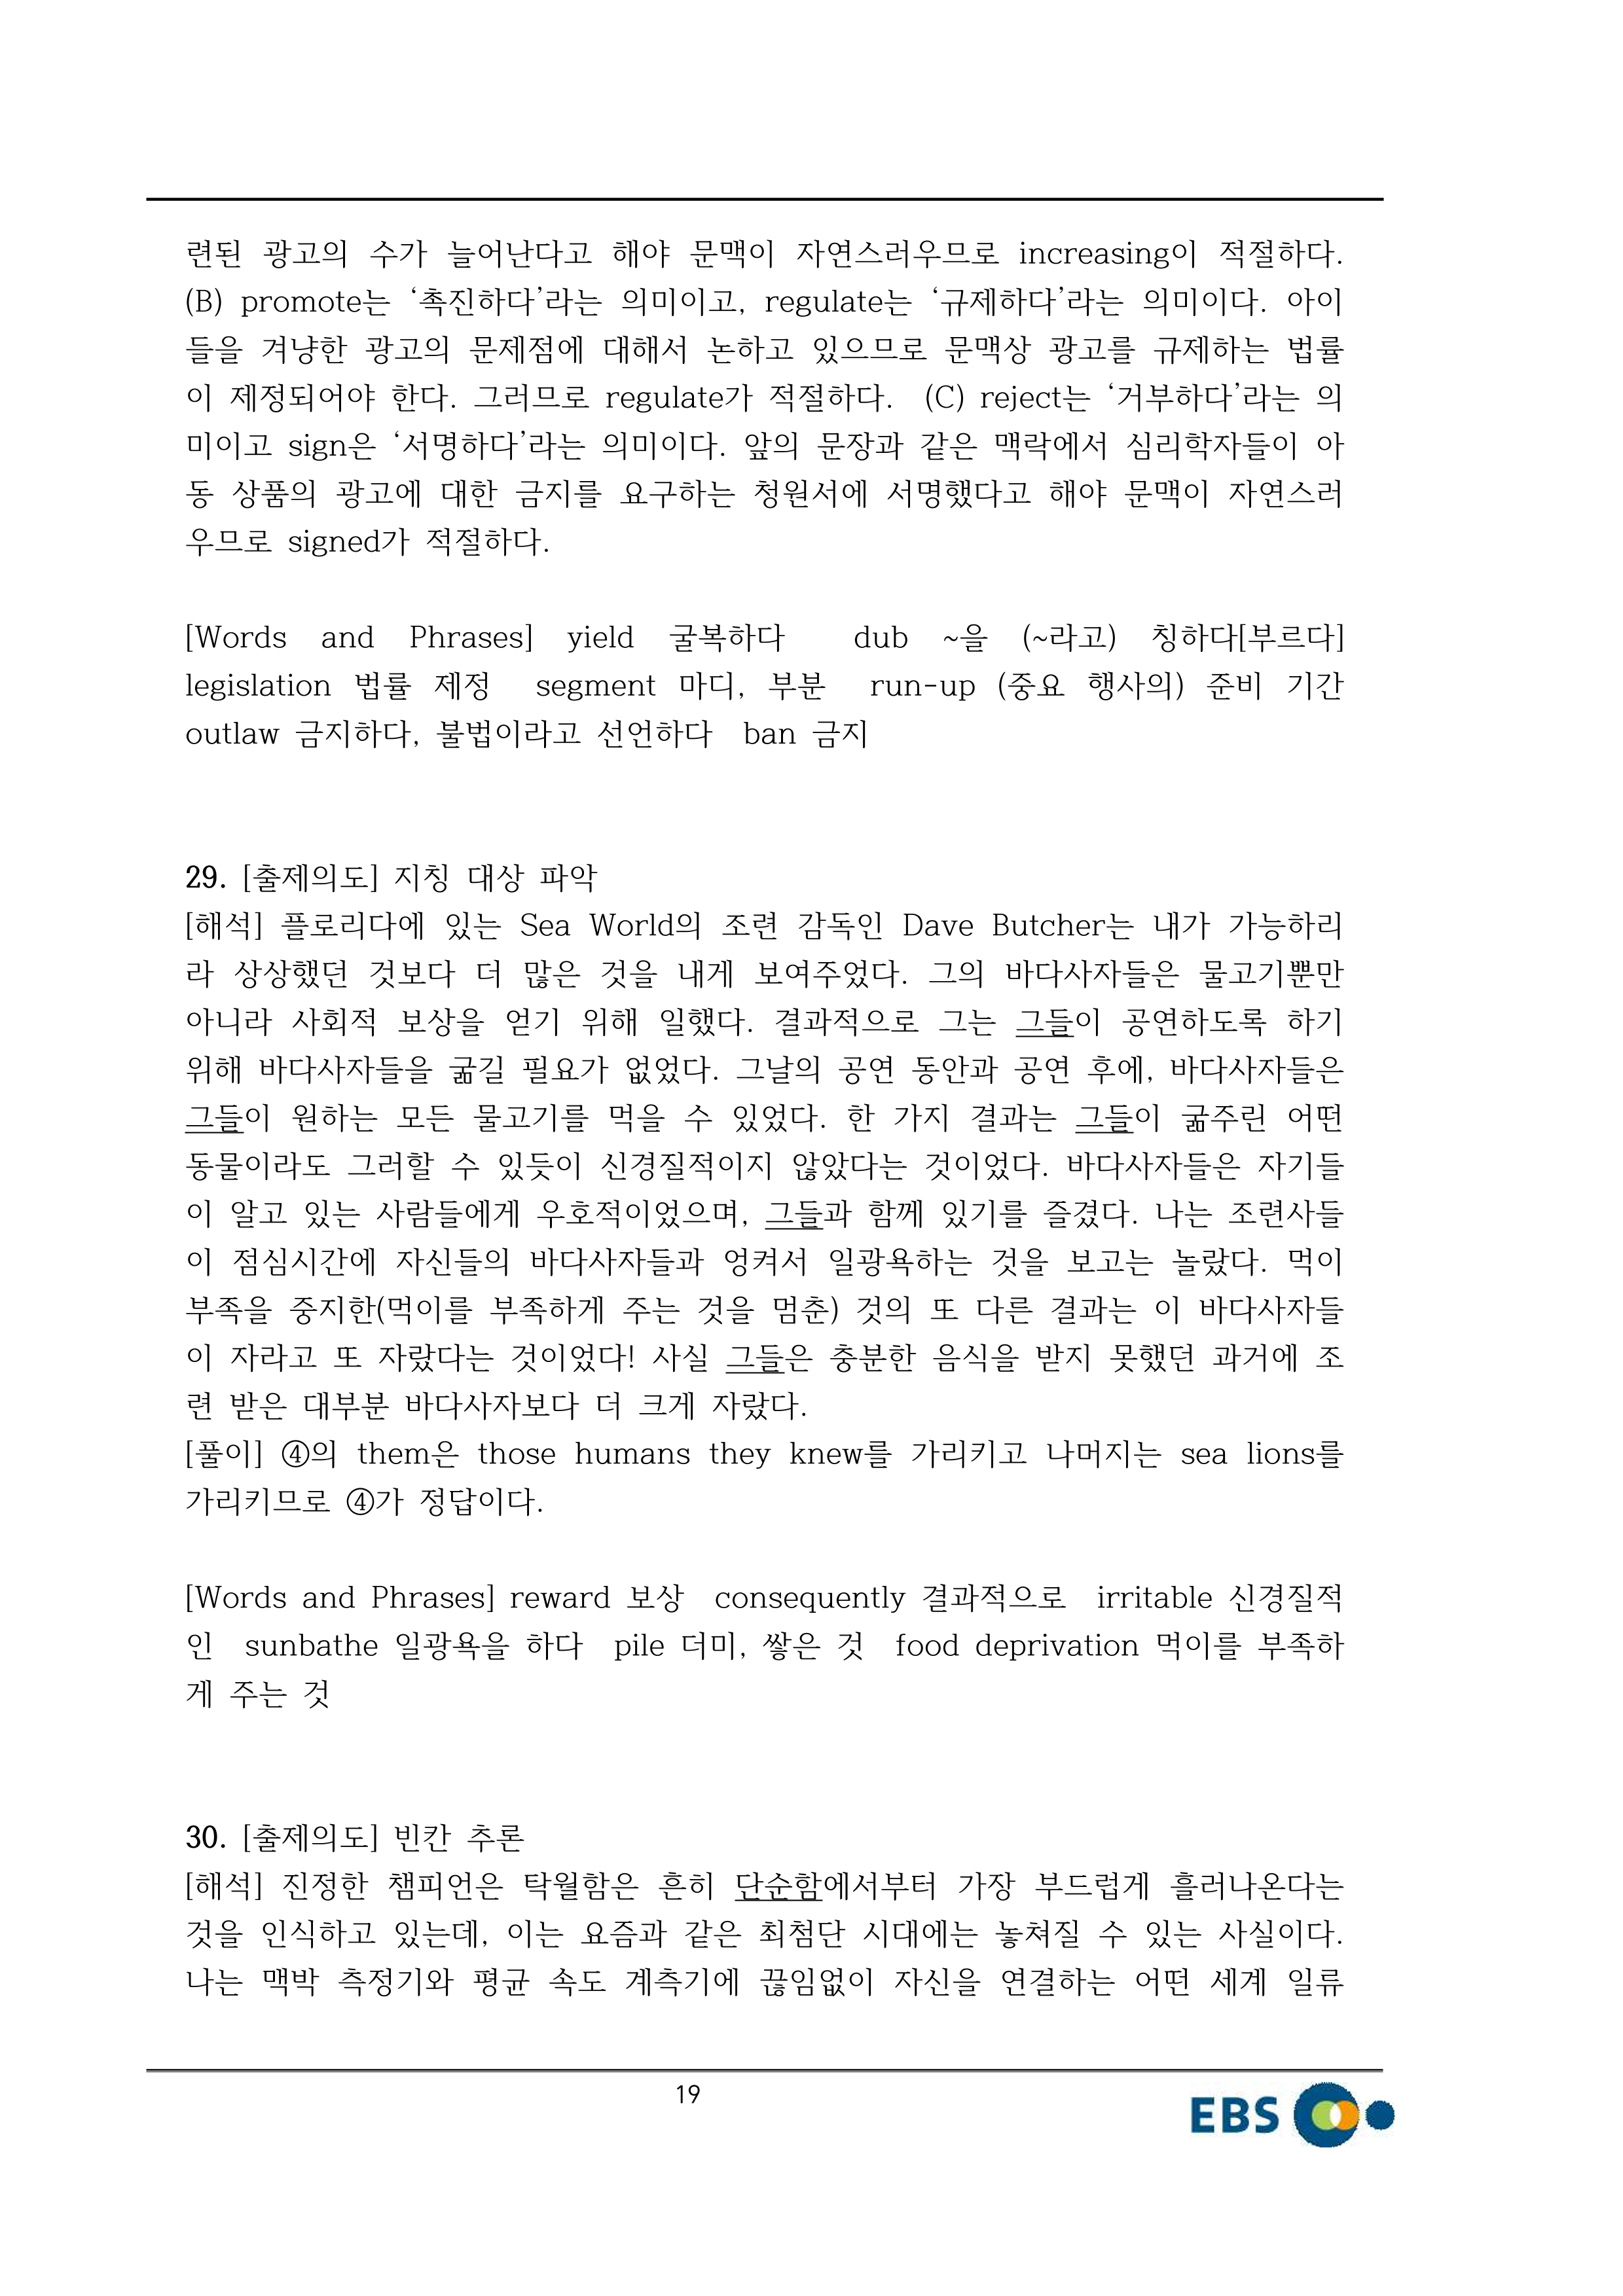 련된 광고의 수가 늘어난다고 해야 문맥이 자연스러우므로 increasing이 적절하다.
(B) promote는 ‘촉진하다’라는 의미이고, regulate는 ‘규제하다’라는 의미이다. 아이
들을 겨냥한 광고의 문제점에 대해서 논하고 있으므로 문맥상 광고를 규제하는 법률
이 제정되어야 한다. 그러므로 regulate가 적절하다. (C) reject는 ‘거부하다’라는 의
미이고 sign은 ‘서명하다’라는 의미이다. 앞의 문장과 같은 맥락에서 심리학자들이 아
동 상품의 광고에 대한 금지를 요구하는 청원서에 서명했다고 해야 문맥이 자연스러
우므로 signed가 적절하다.
[Words and Phrases] yield 굴복하다 dub ~을 (~라고) 칭하다[부르다]
legislation 법률 제정 segment 마디, 부분 run-up (중요 행사의) 준비 기간
outlaw 금지하다, 불법이라고 선언하다 ban 금지
29. [출제의도] 지칭 대상 파악
[해석] 플로리다에 있는 Sea World의 조련 감독인 Dave Butcher는 내가 가능하리
라 상상했던 것보다 더 많은 것을 내게 보여주었다. 그의 바다사자들은 물고기뿐만
아니라 사회적 보상을 얻기 위해 일했다. 결과적으로 그는 그들이 공연하도록 하기
위해 바다사자들을 굶길 필요가 없었다. 그날의 공연 동안과 공연 후에, 바다사자들은
그들이 원하는 모든 물고기를 먹을 수 있었다. 한 가지 결과는 그들이 굶주린 어떤
동물이라도 그러할 수 있듯이 신경질적이지 않았다는 것이었다. 바다사자들은 자기들
이 알고 있는 사람들에게 우호적이었으며, 그들과 함께 있기를 즐겼다. 나는 조련사들
이 점심시간에 자신들의 바다사자들과 엉켜서 일광욕하는 것을 보고는 놀랐다. 먹이
부족을 중지한(먹이를 부족하게 주는 것을 멈춘) 것의 또 다른 결과는 이 바다사자들
이 자라고 또 자랐다는 것이었다! 사실 그들은 충분한 음식을 받지 못했던 과거에 조
련 받은 대부분 바다사자보다 더 크게 자랐다.
[풀이] ④의 them은 those humans they knew를 가리키고 나머지는 sea lions를
가리키므로 ④가 정답이다.
[Words and Phrases] reward 보상 consequently 결과적으로 irritable 신경질적
인 sunbathe 일광욕을 하다 pile 더미, 쌓은 것 food deprivation 먹이를 부족하
게 주는 것
30. [출제의도] 빈칸 추론
[해석] 진정한 챔피언은 탁월함은 흔히 단순함에서부터 가장 부드럽게 흘러나온다는
것을 인식하고 있는데, 이는 요즘과 같은 최첨단 시대에는 놓쳐질 수 있는 사실이다.
나는 맥박 측정기와 평균 속도 계측기에 끊임없이 자신을 연결하는 어떤 세계 일류
19
EBS